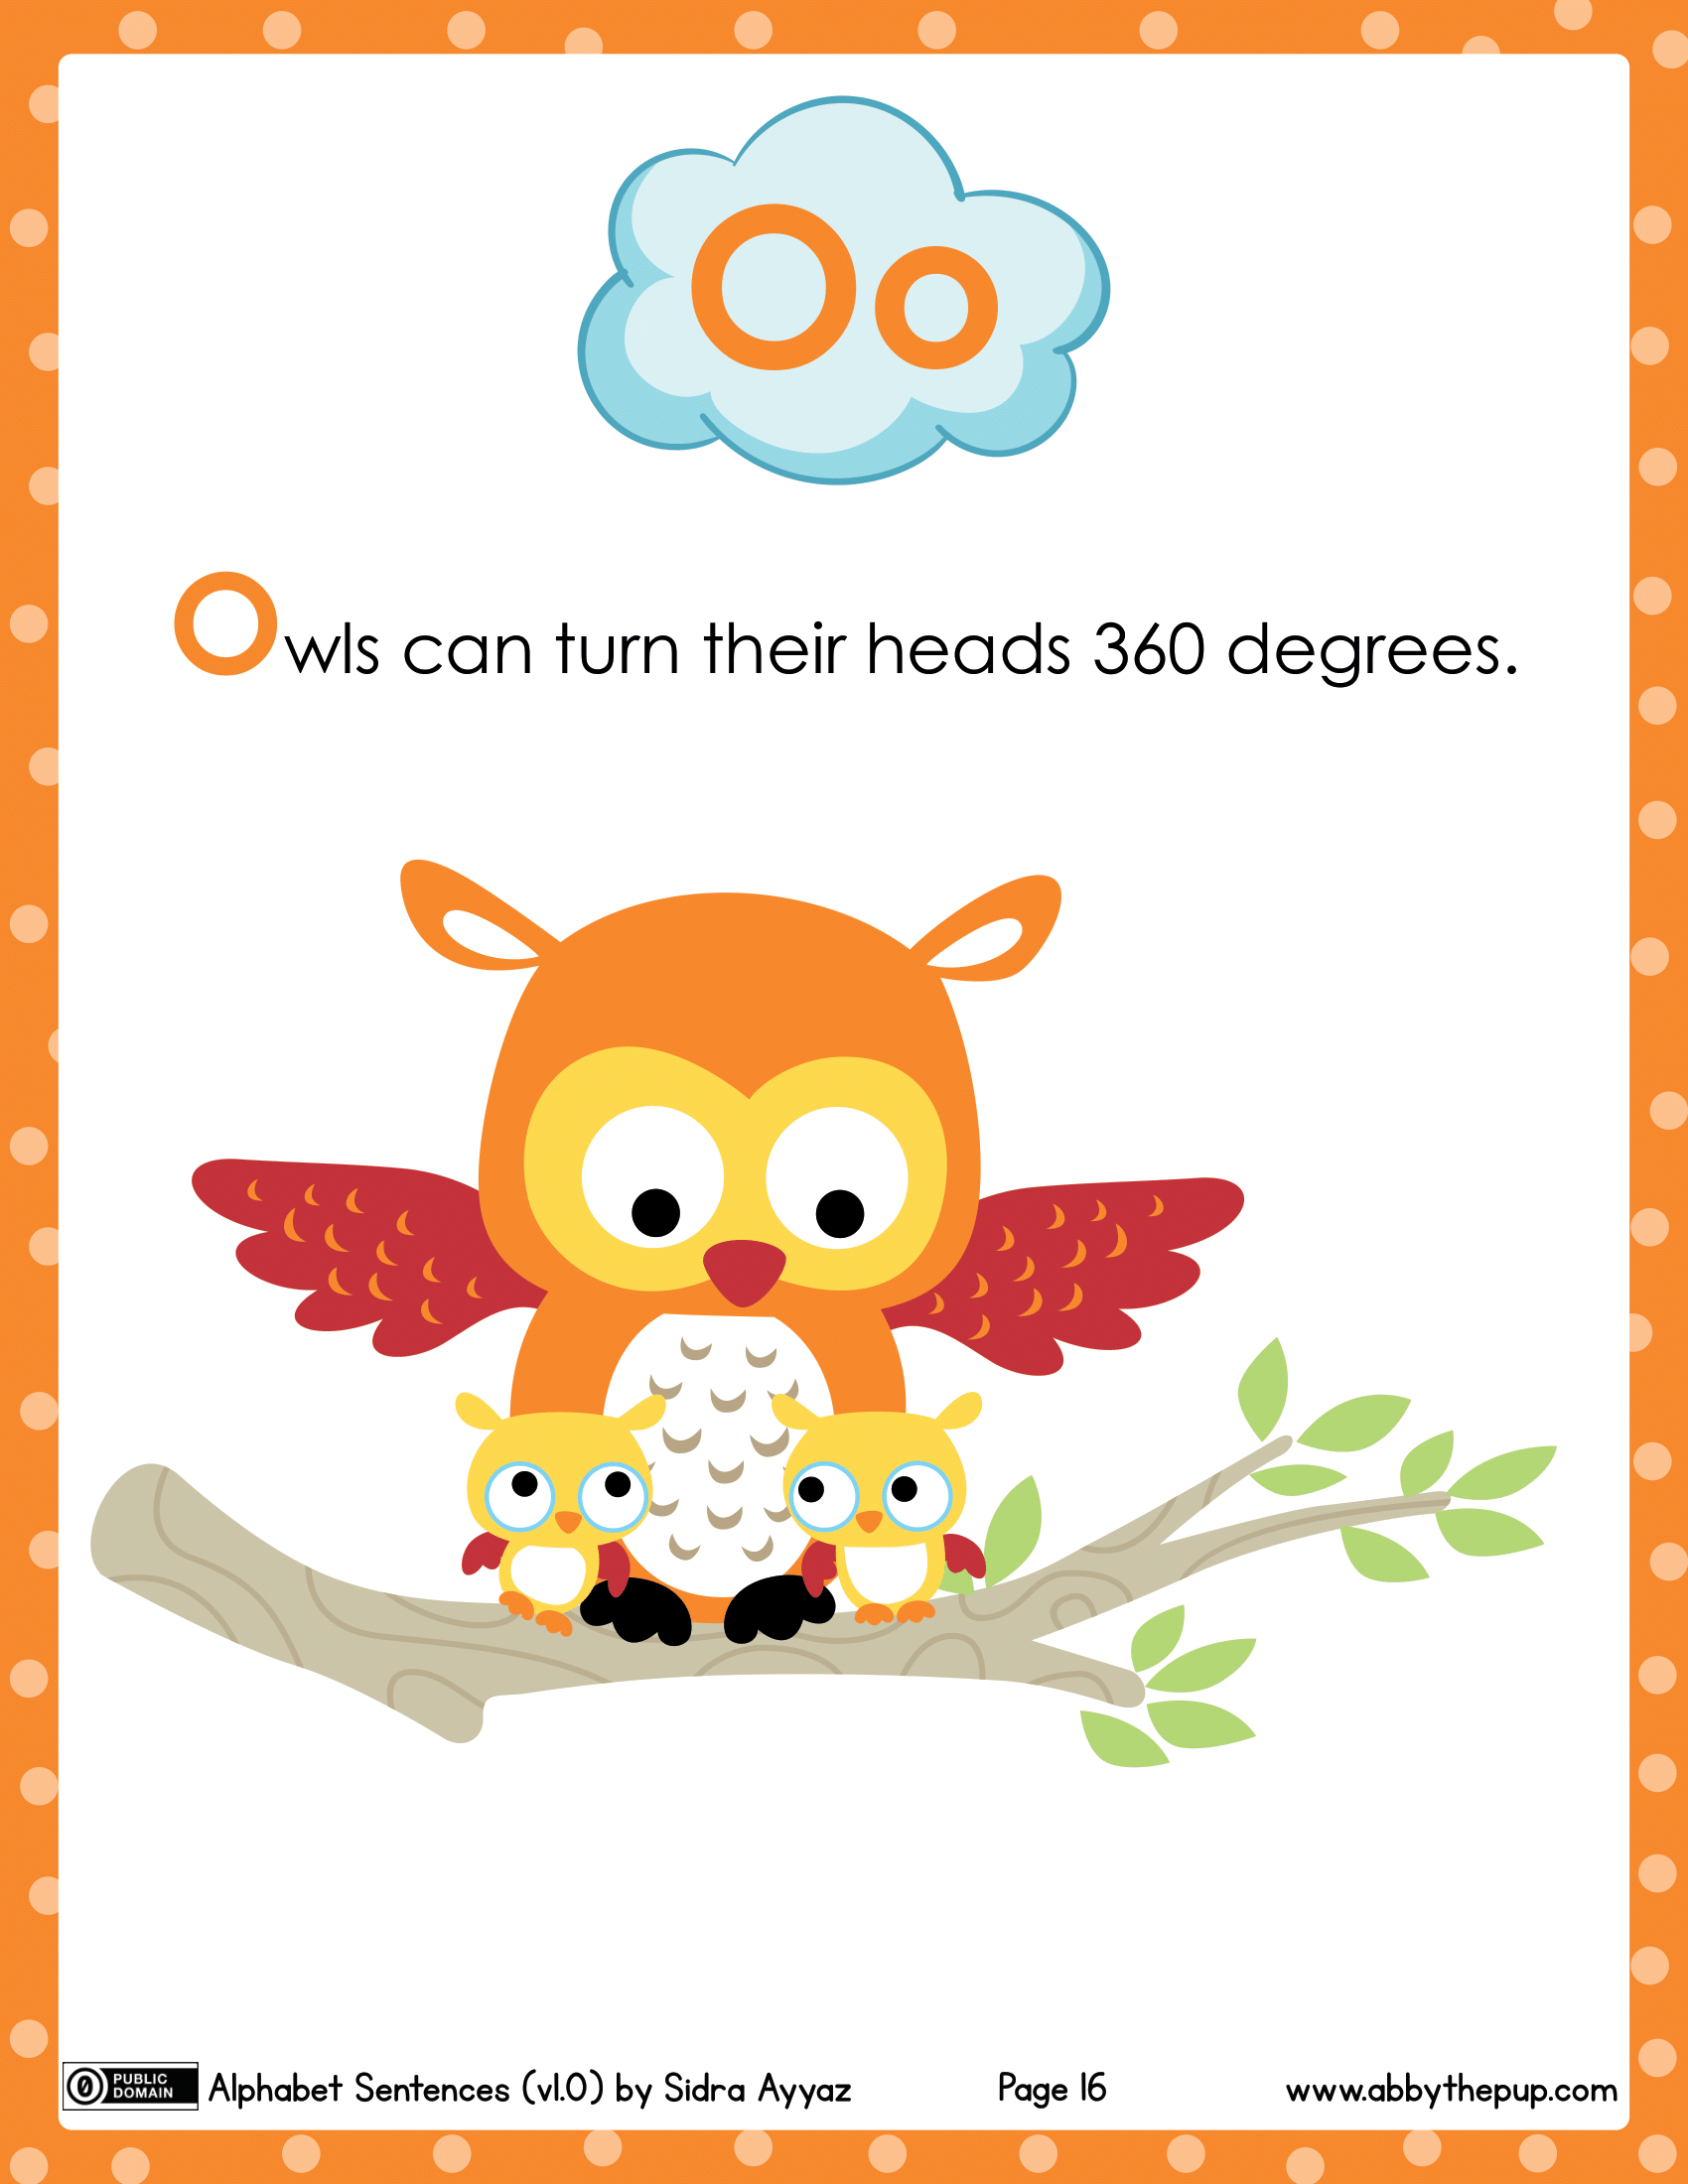 Oo
Owls can turn their heads 360 degrees.
0 PUBLIC DOMAIN Alphabet Sentences (v1.0) by Sidra Ayyaz Page 16 www.abbythepup.com